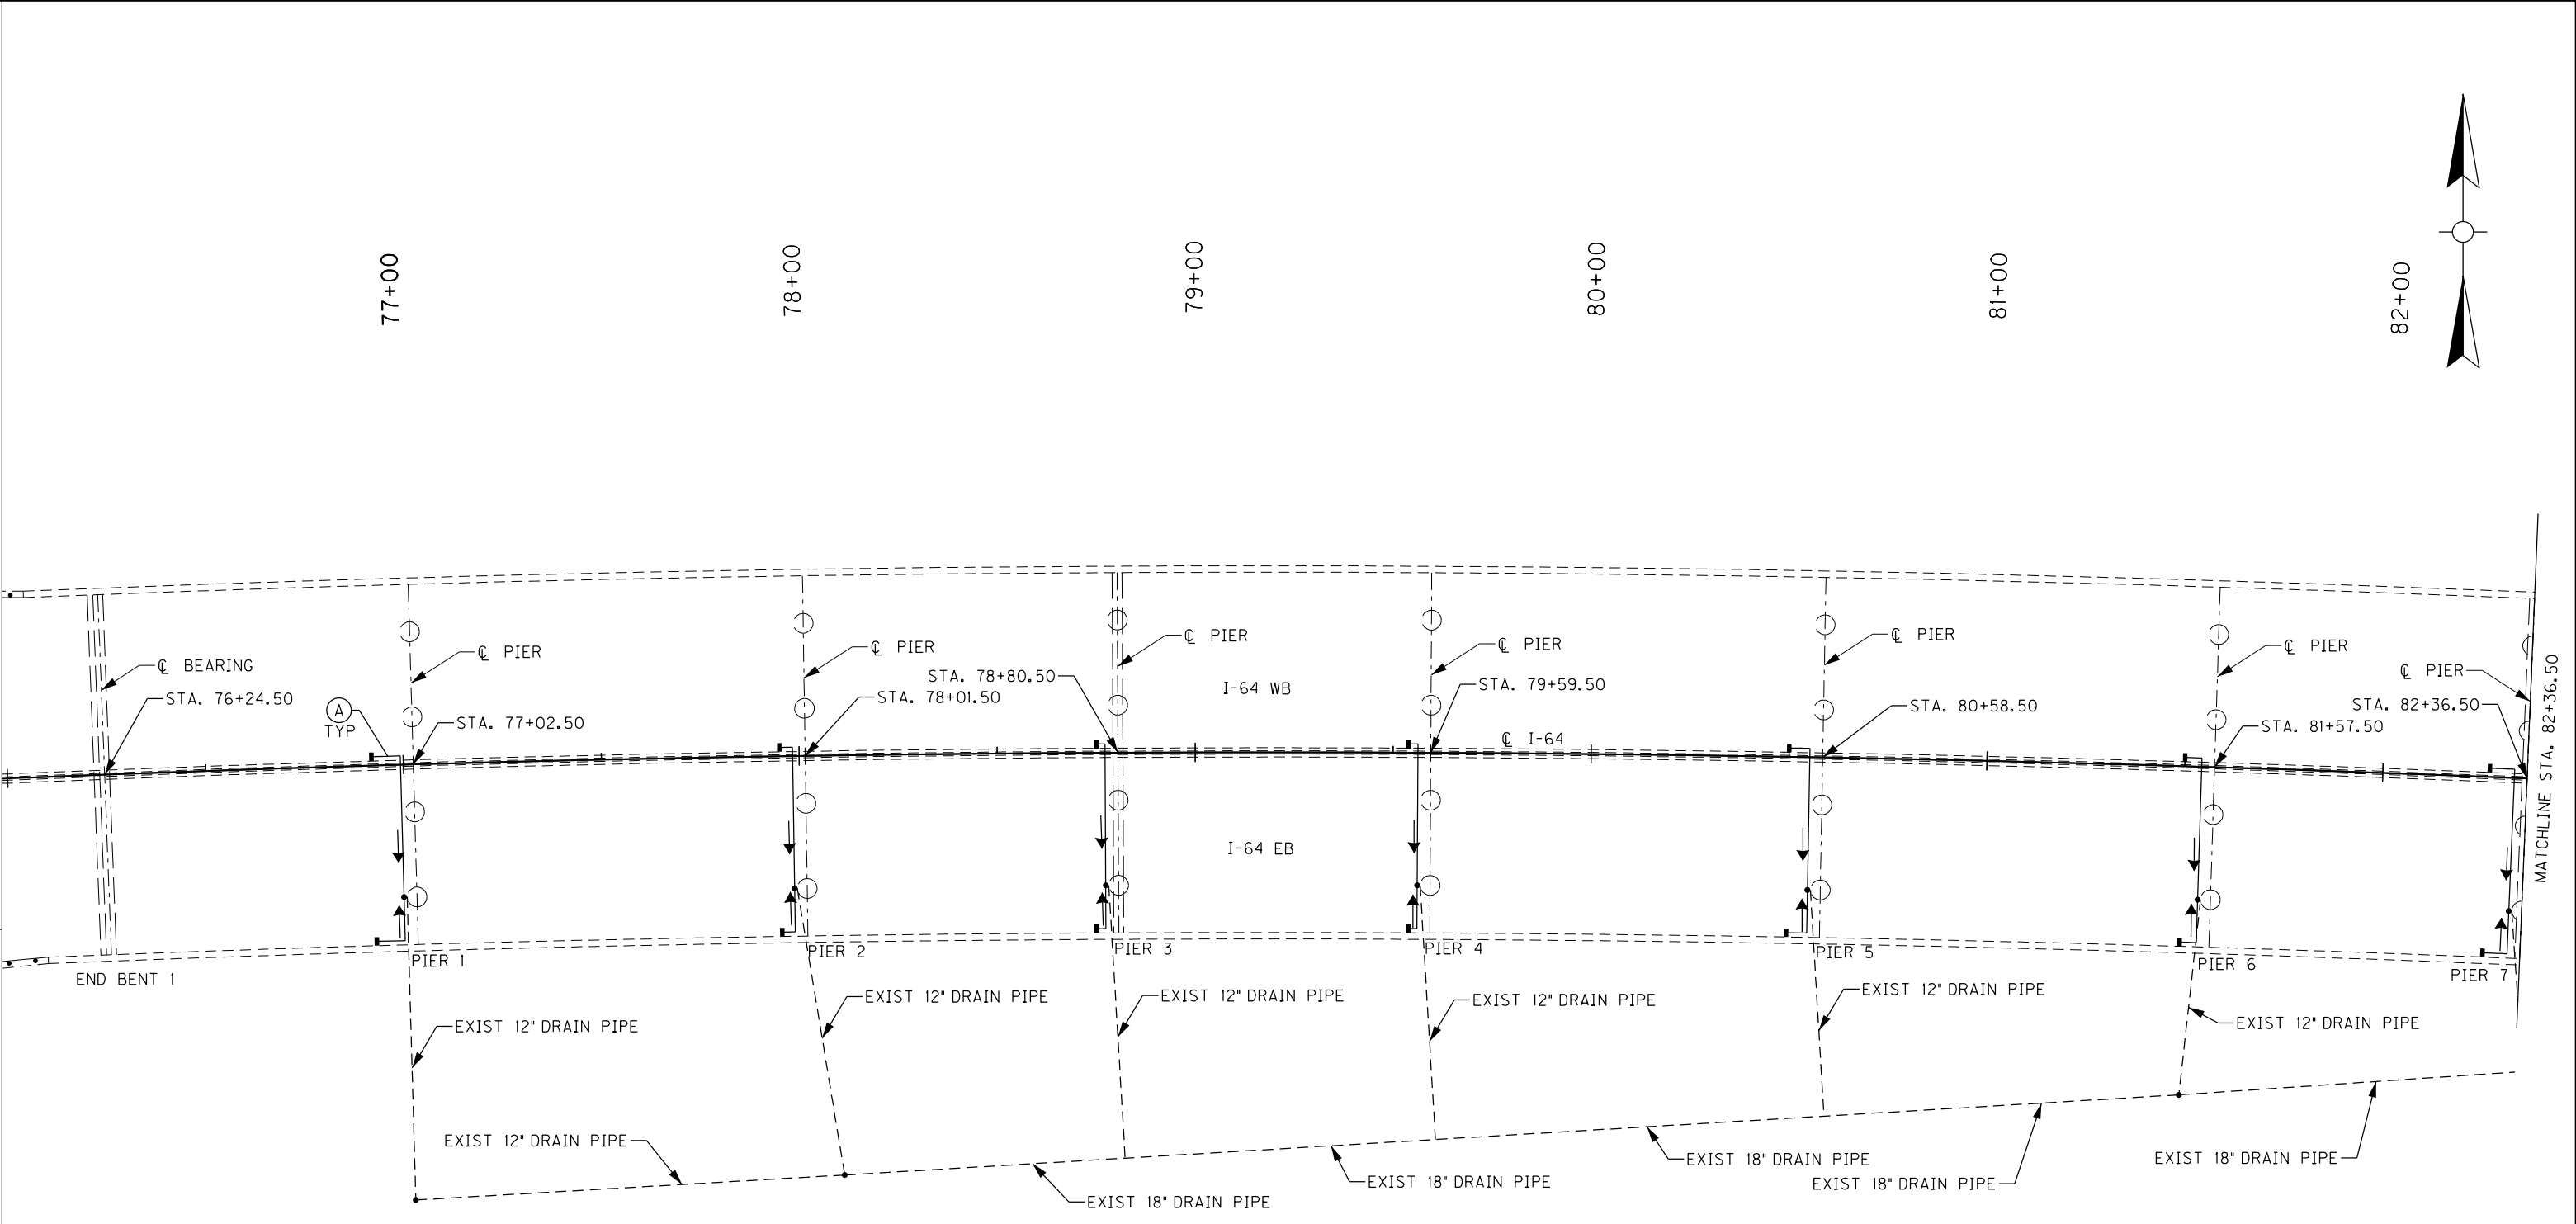 77+00
78+00
79+00
80+00
81+00
82+00
℄ BEARING
STA. 76+24.50
A
TYP
℄ PIER
STA. 77+02.50
℄ PIER
STA. 78+01.50
STA. 78+80.50
℄ PIER
I-64 WB
℄ PIER
STA. 79+59.50
℄ I-64
I-64 EB
℄ PIER
STA. 80+58.50
℄ PIER
STA. 81+57.50
℄ PIER
STA. 82+36.50
MATCHLINE STA. 82+36.50
END BENT 1
PIER 1
PIER 2
PIER 3
PIER 4
PIER 5
PIER 6
PIER 7
EXIST 12" DRAIN PIPE
EXIST 12" DRAIN PIPE
EXIST 12" DRAIN PIPE
EXIST 12" DRAIN PIPE
EXIST 12" DRAIN PIPE
EXIST 12" DRAIN PIPE
EXIST 12" DRAIN PIPE
EXIST 18" DRAIN PIPE
EXIST 18" DRAIN PIPE
EXIST 18" DRAIN PIPE
EXIST 18" DRAIN PIPE
EXIST 18" DRAIN PIPE